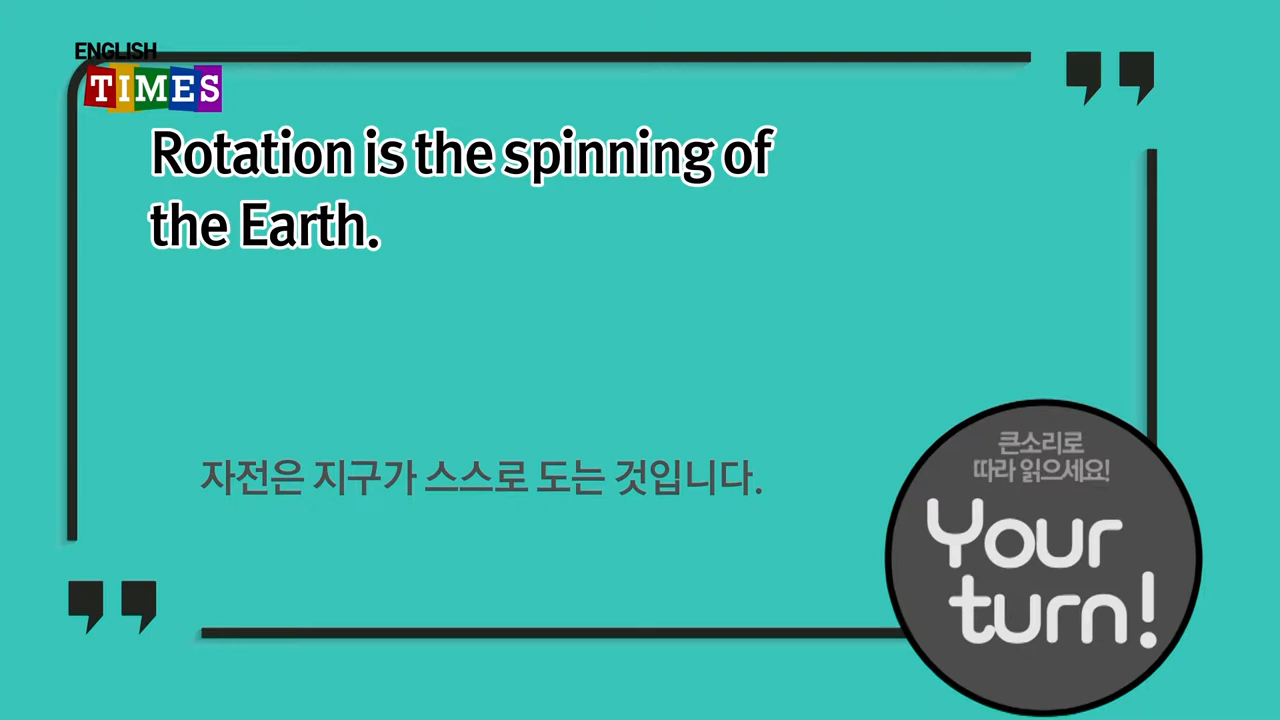 ENGLISH
TIMES
Rotation is the spinning of
the Earth.
자전은 지구가 스스로 도는 것입니다.
큰소리로
따라 읽으세요!
Your
turn!